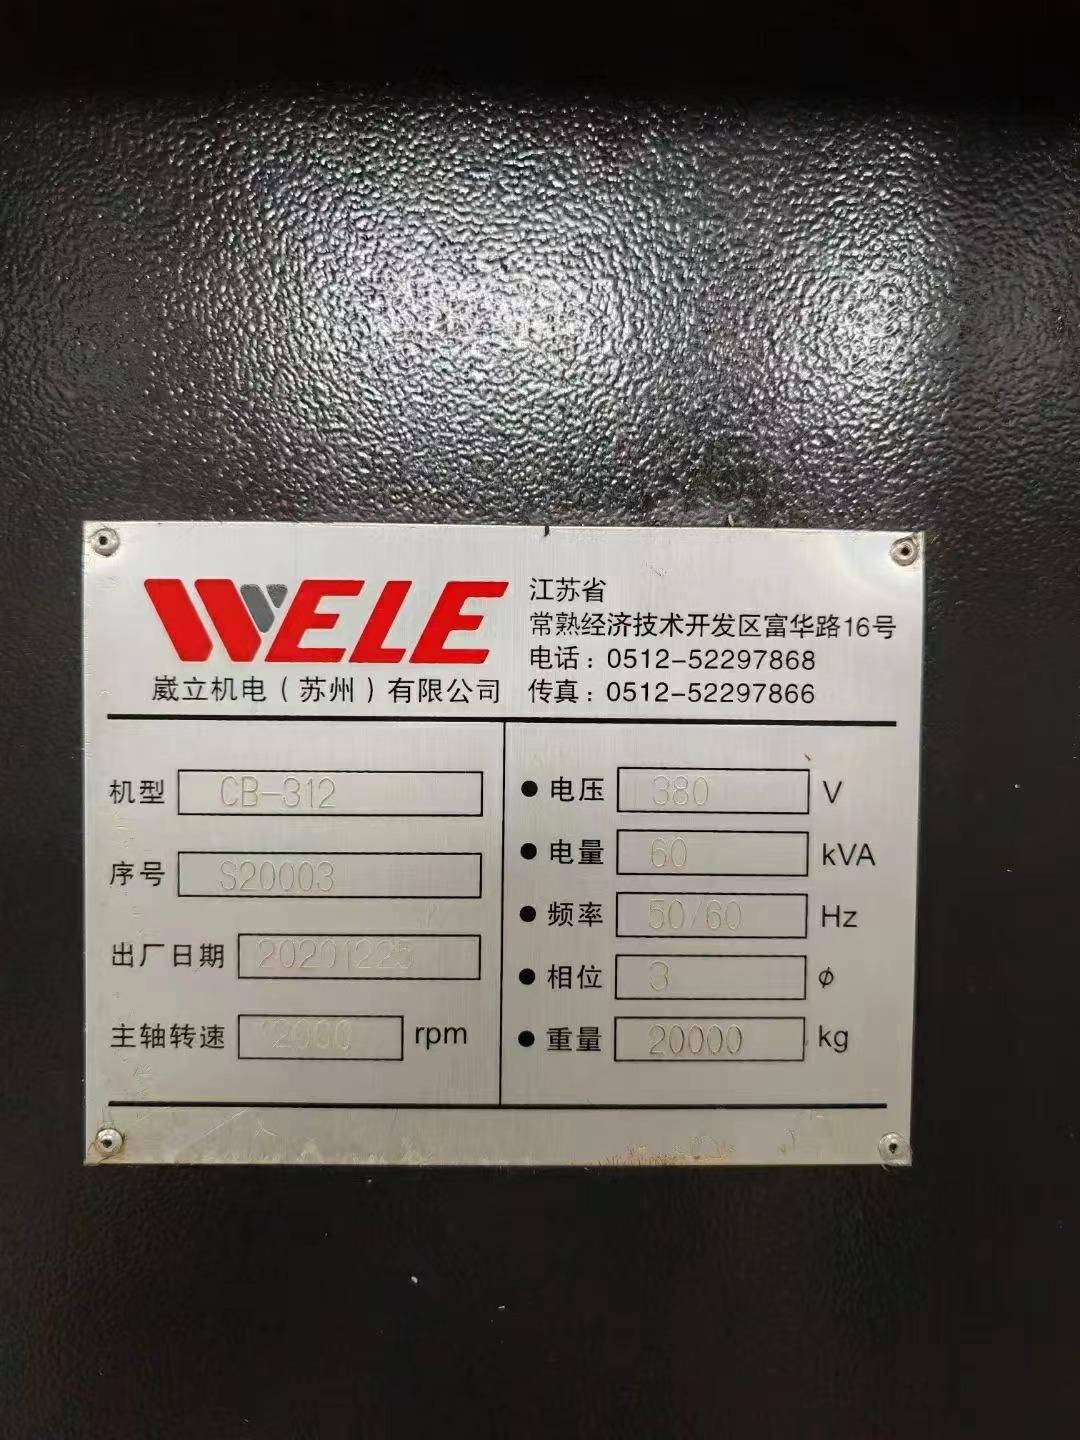 WELE
崴立机电（苏州）有限公司
江苏省
常熟经济技术开发区富华路16号
电话：0512-52297868
传真：0512-52297866
机型 CB-312
序号 S20003
出厂日期 20201225
主轴转速 12000 rpm
● 电压 380 V
● 电量 60 kVA
● 频率 50/60 Hz
● 相位 3 ϕ
● 重量 20000 kg